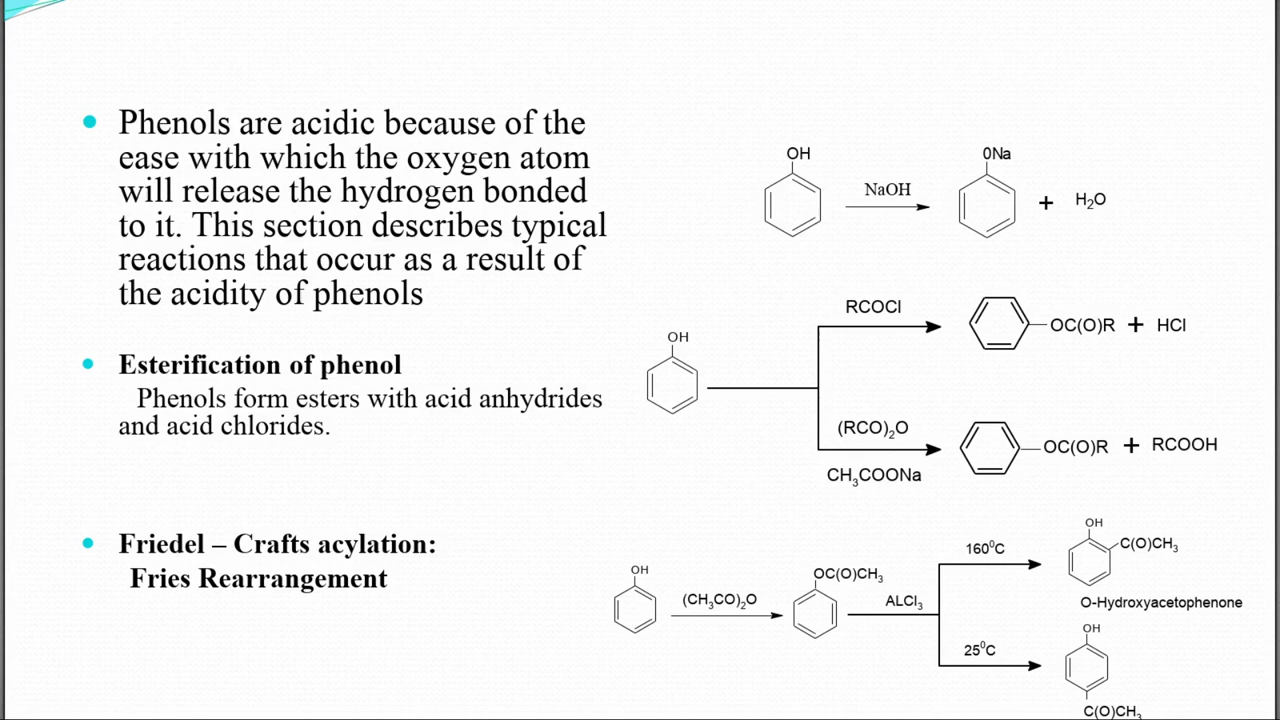 Phenols are acidic because of the
ease with which the oxygen atom
will release the hydrogen bonded
to it. This section describes typical
reactions that occur as a result of
the acidity of phenols
Esterification of phenol
Phenols form esters with acid anhydrides
and acid chlorides.
Friedel – Crafts acylation:
Fries Rearrangement
OH
NaOH
0Na
+
H₂O
OH
RCOCl
OC(O)R + HCl
(RCO)₂O
CH₃COONa
OC(O)R + RCOOH
OH
(CH₃CO)₂O
OC(O)CH₃
ALCl₃
160⁰C
OH
C(O)CH₃
O-Hydroxyacetophenone
25⁰C
OH
C(O)CH₃